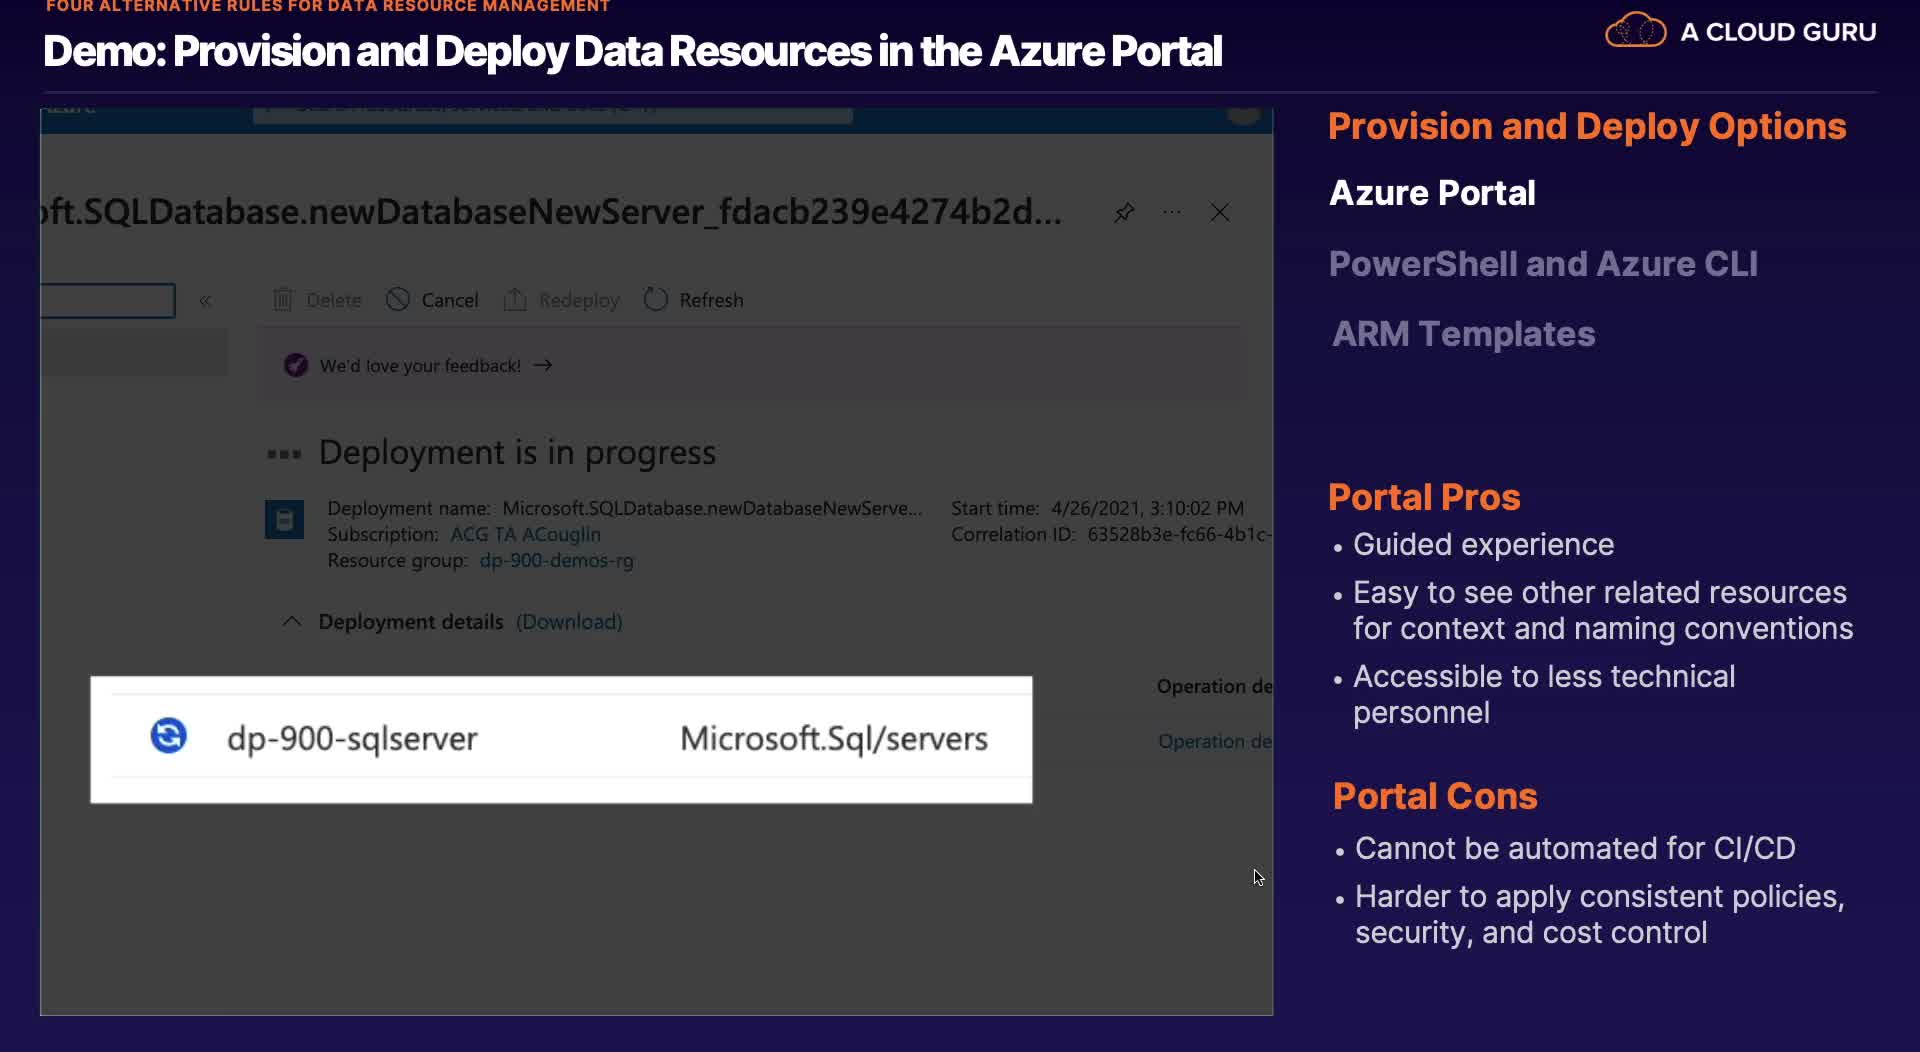 FOUR ALTERNATIVE RULES FOR DATA RESOURCE MANAGEMENT
Demo: Provision and Deploy Data Resources in the Azure Portal
A CLOUD GURU
Azure
ft.SQLDatabase.newDatabaseNewServer_fdacb239e4274b2d...
Delete Cancel Redeploy Refresh
We'd love your feedback! →
Deployment is in progress
Deployment name: Microsoft.SQLDatabase.newDatabaseNewServe... Start time: 4/26/2021, 3:10:02 PM
Subscription: ACG TA ACouglin Correlation ID: 63528b3e-fc66-4b1c-
Resource group: dp-900-demos-rg
Deployment details (Download)
Operation de
dp-900-sqlserver Microsoft.Sql/servers
Operation de
Provision and Deploy Options
Azure Portal
PowerShell and Azure CLI
ARM Templates
Portal Pros
• Guided experience
• Easy to see other related resources
for context and naming conventions
• Accessible to less technical
personnel
Portal Cons
• Cannot be automated for CI/CD
• Harder to apply consistent policies,
security, and cost control